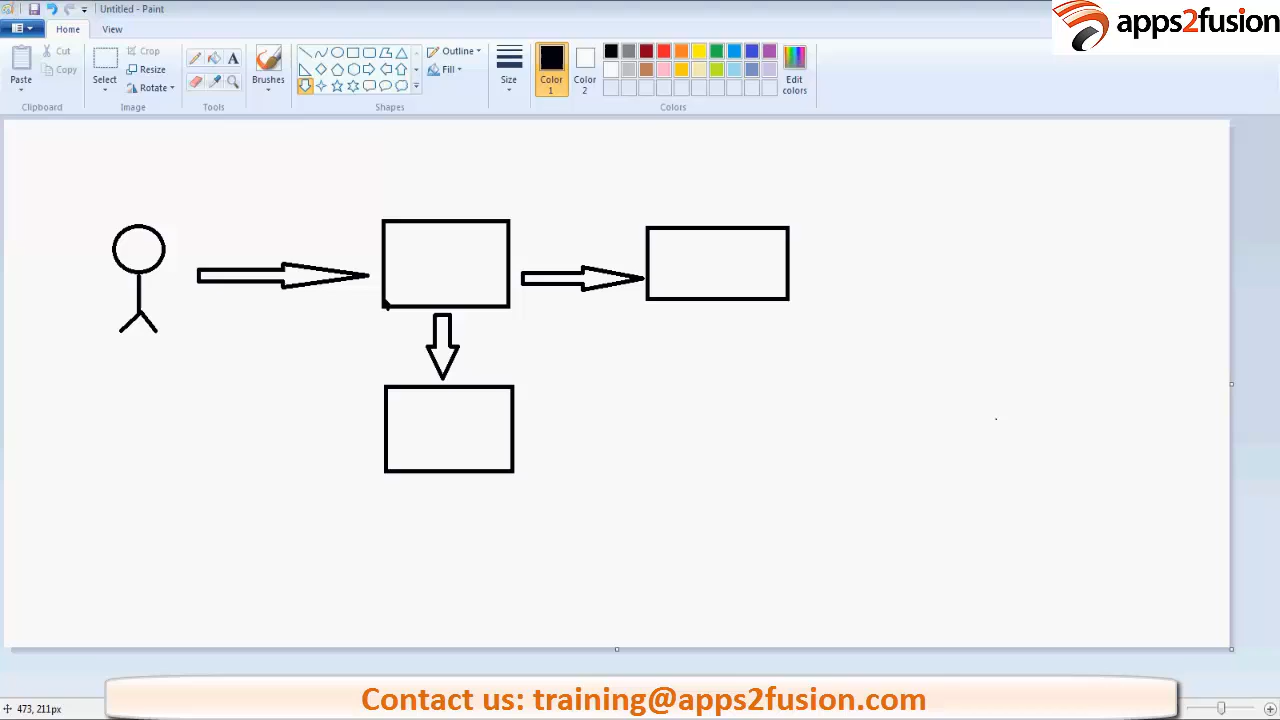 Untitled - Paint
apps2fusion
Home View
Cut
Copy
Paste
Clipboard
Select
Crop
Resize
Rotate
Image
Tools
Brushes
Shapes
Outline
Fill
Size
Color 1
Color 2
Edit colors
Colors
473, 211px
Contact us: training@apps2fusion.com